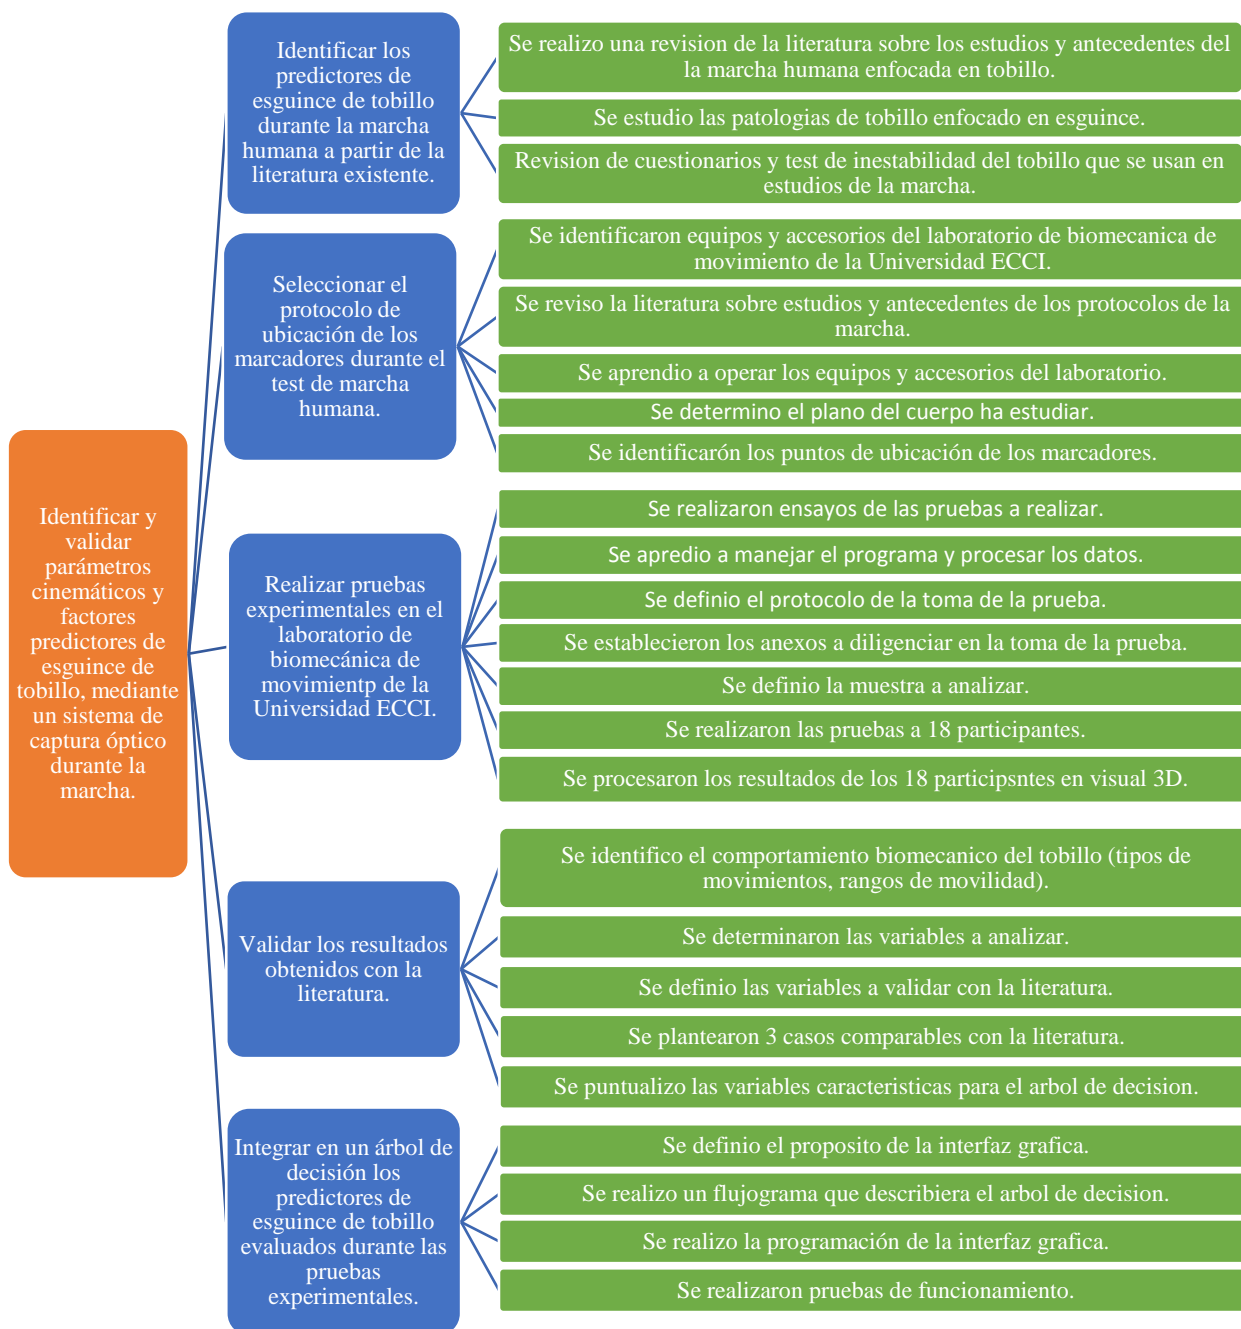 Identificar y
validar
parámetros
cinemáticos y
factores
predictores de
esguince de
tobillo, mediante
un sistema de
captura óptico
durante la
marcha.
Identificar los
predictores de
esguince de tobillo
durante la marcha
humana a partir de la
literatura existente.
Se realizo una revision de la literatura sobre los estudios y antecedentes del
la marcha humana enfocada en tobillo.
Se estudio las patologias de tobillo enfocado en esguince.
Revision de cuestionarios y test de inestabilidad del tobillo que se usan en
estudios de la marcha.
Seleccionar el
protocolo de
ubicación de los
marcadores durante el
test de marcha
humana.
Se identificaron equipos y accesorios del laboratorio de biomecanica de
movimiento de la Universidad ECCI.
Se reviso la literatura sobre estudios y antecedentes de los protocolos de la
marcha.
Se aprendio a operar los equipos y accesorios del laboratorio.
Se determino el plano del cuerpo ha estudiar.
Se identificarón los puntos de ubicación de los marcadores.
Realizar pruebas
experimentales en el
laboratorio de
biomecánica de
movimientp de la
Universidad ECCI.
Se realizaron ensayos de las pruebas a realizar.
Se apredio a manejar el programa y procesar los datos.
Se definio el protocolo de la toma de la prueba.
Se establecieron los anexos a diligenciar en la toma de la prueba.
Se definio la muestra a analizar.
Se realizaron las pruebas a 18 participantes.
Se procesaron los resultados de los 18 participsntes en visual 3D.
Validar los resultados
obtenidos con la
literatura.
Se identifico el comportamiento biomecanico del tobillo (tipos de
movimientos, rangos de movilidad).
Se determinaron las variables a analizar.
Se definio las variables a validar con la literatura.
Se plantearon 3 casos comparables con la literatura.
Se puntualizo las variables caracteristicas para el arbol de decision.
Integrar en un árbol de
decisión los
predictores de
esguince de tobillo
evaluados durante las
pruebas
experimentales.
Se definio el proposito de la interfaz grafica.
Se realizo un flujograma que describiera el arbol de decision.
Se realizo la programación de la interfaz grafica.
Se realizaron pruebas de funcionamiento.